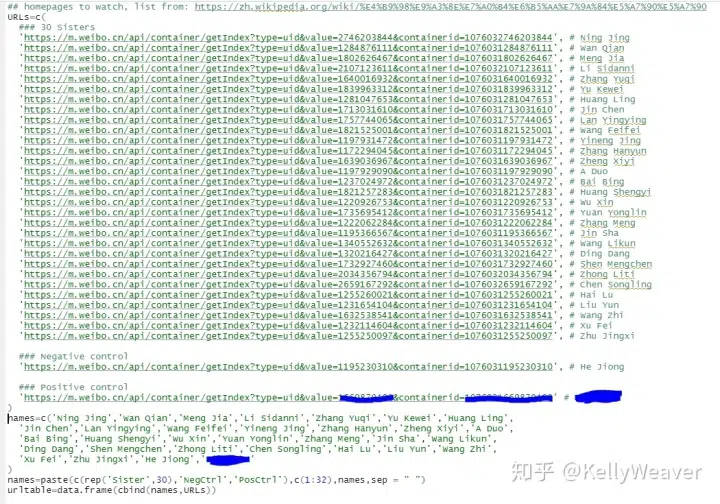 ## homepages to watch, list from: https://zh.wikipedia.org/wiki/%E4%B9%98%E9%A3%8E%E7%A0%B4%E6%B5%AA%E7%9A%84%E5%A7%90%E5%A7%90
URLs=c(
### 30 Sisters
'https://m.weibo.cn/api/container/getIndex?type=uid&value=2746203844&containerid=1076032746203844', # Ning Jing
'https://m.weibo.cn/api/container/getIndex?type=uid&value=1284876111&containerid=1076031284876111', # Wan Qian
'https://m.weibo.cn/api/container/getIndex?type=uid&value=1802626467&containerid=1076031802626467', # Meng Jia
'https://m.weibo.cn/api/container/getIndex?type=uid&value=2107123611&containerid=1076032107123611', # Li Sidanni
'https://m.weibo.cn/api/container/getIndex?type=uid&value=1640016932&containerid=1076031640016932', # Zhang Yuqi
'https://m.weibo.cn/api/container/getIndex?type=uid&value=1839963312&containerid=1076031839963312', # Yu Kewei
'https://m.weibo.cn/api/container/getIndex?type=uid&value=1281047653&containerid=1076031281047653', # Huang Ling
'https://m.weibo.cn/api/container/getIndex?type=uid&value=1713031610&containerid=1076031713031610', # Jin Chen
'https://m.weibo.cn/api/container/getIndex?type=uid&value=1757744065&containerid=1076031757744065', # Lan Yingying
'https://m.weibo.cn/api/container/getIndex?type=uid&value=1821525001&containerid=1076031821525001', # Wang Feifei
'https://m.weibo.cn/api/container/getIndex?type=uid&value=1197931472&containerid=1076031197931472', # Yineng Jing
'https://m.weibo.cn/api/container/getIndex?type=uid&value=1172294045&containerid=1076031172294045', # Zhang Hanyun
'https://m.weibo.cn/api/container/getIndex?type=uid&value=1639036967&containerid=1076031639036967', # Zheng Xiyi
'https://m.weibo.cn/api/container/getIndex?type=uid&value=1197929090&containerid=1076031197929090', # A Duo
'https://m.weibo.cn/api/container/getIndex?type=uid&value=1237024972&containerid=1076031237024972', # Bai Bing
'https://m.weibo.cn/api/container/getIndex?type=uid&value=1821257283&containerid=1076031821257283', # Huang Shengyi
'https://m.weibo.cn/api/container/getIndex?type=uid&value=1220926753&containerid=1076031220926753', # Wu Xin
'https://m.weibo.cn/api/container/getIndex?type=uid&value=1735695412&containerid=1076031735695412', # Yuan Yonglin
'https://m.weibo.cn/api/container/getIndex?type=uid&value=2222062284&containerid=1076032222062284', # Zhang Meng
'https://m.weibo.cn/api/container/getIndex?type=uid&value=1195366567&containerid=1076031195366567', # Jin Sha
'https://m.weibo.cn/api/container/getIndex?type=uid&value=1340552632&containerid=1076031340552632', # Wang Likun
'https://m.weibo.cn/api/container/getIndex?type=uid&value=1320216427&containerid=1076031320216427', # Ding Dang
'https://m.weibo.cn/api/container/getIndex?type=uid&value=1732927460&containerid=1076031732927460', # Shen Mengchen
'https://m.weibo.cn/api/container/getIndex?type=uid&value=2034356794&containerid=1076032034356794', # Zhong Liti
'https://m.weibo.cn/api/container/getIndex?type=uid&value=2659167292&containerid=1076032659167292', # Chen Songling
'https://m.weibo.cn/api/container/getIndex?type=uid&value=1255260021&containerid=1076031255260021', # Hai Lu
'https://m.weibo.cn/api/container/getIndex?type=uid&value=1231654104&containerid=1076031231654104', # Liu Yun
'https://m.weibo.cn/api/container/getIndex?type=uid&value=1632538541&containerid=1076031632538541', # Wang Zhi
'https://m.weibo.cn/api/container/getIndex?type=uid&value=1232114604&containerid=1076031232114604', # Xu Fei
'https://m.weibo.cn/api/container/getIndex?type=uid&value=1255250097&containerid=1076031255250097', # Zhu Jingxi
### Negative control
'https://m.weibo.cn/api/container/getIndex?type=uid&value=1195230310&containerid=1076031195230310', # He Jiong
### Positive control
'https://m.weibo.cn/api/container/getIndex?type=uid&value= &containerid= ' #
)
names=c('Ning Jing','Wan Qian','Meng Jia','Li Sidanni','Zhang Yuqi','Yu Kewei','Huang Ling',
'Jin Chen','Lan Yingying','Wang Feifei','Yineng Jing','Zhang Hanyun','Zheng Xiyi','A Duo',
'Bai Bing','Huang Shengyi','Wu Xin','Yuan Yonglin','Zhang Meng','Jin Sha','Wang Likun',
'Ding Dang','Shen Mengchen','Zhong Liti','Chen Songling','Hai Lu','Liu Yun','Wang Zhi',
'Xu Fei','Zhu Jingxi','He Jiong',' '
)
names=paste(c(rep('Sister',30),'NegCtrl','PosCtrl'),c(1:32),names,sep = " ")
urltable=data.frame(cbind(names,URLs))
知乎 @KellyWeaver